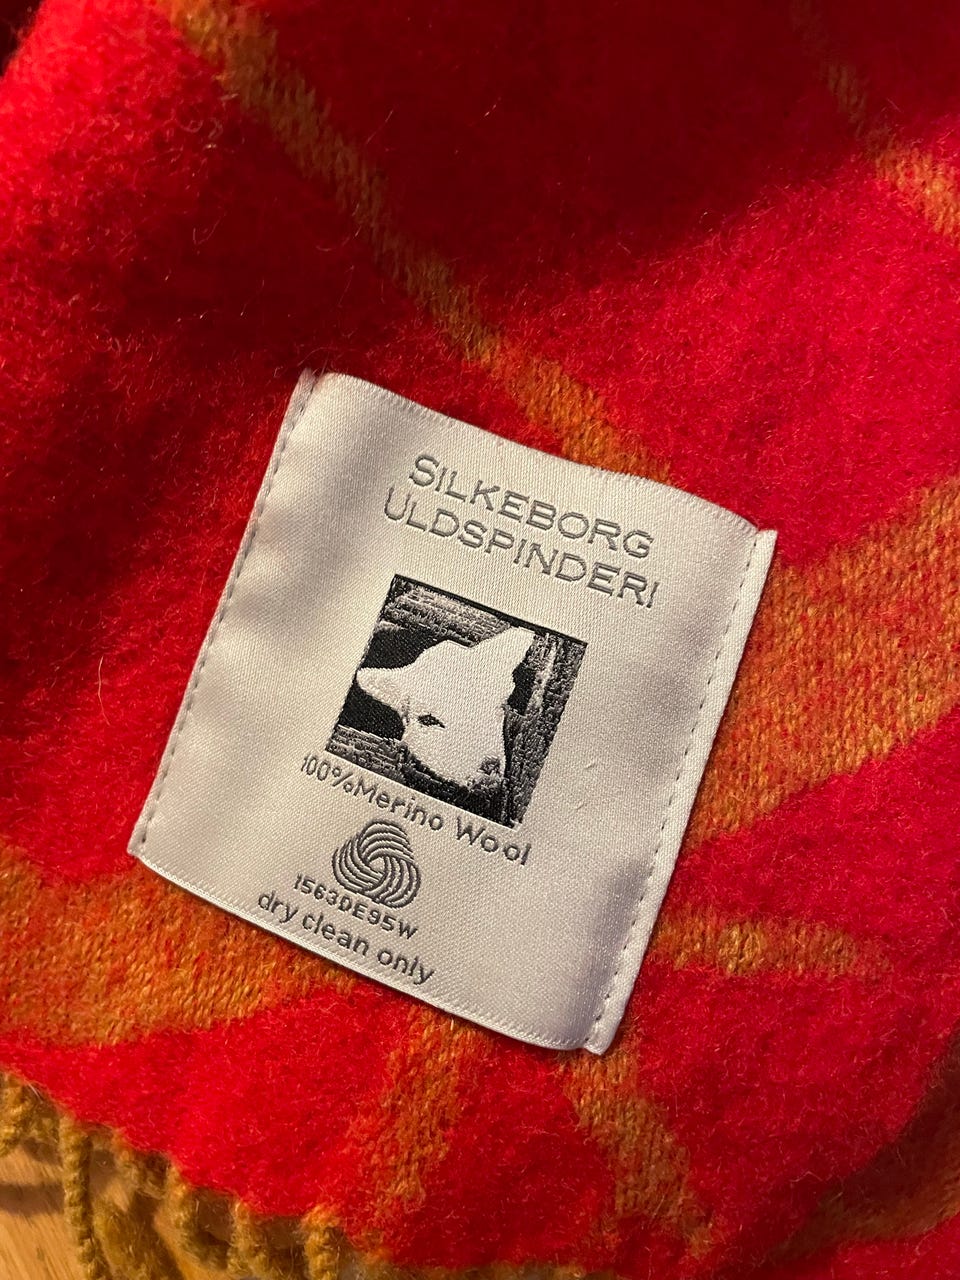 SILKEBORG
ULDSPINDERI
100%Merino Wool
1563DE95W
dry clean only